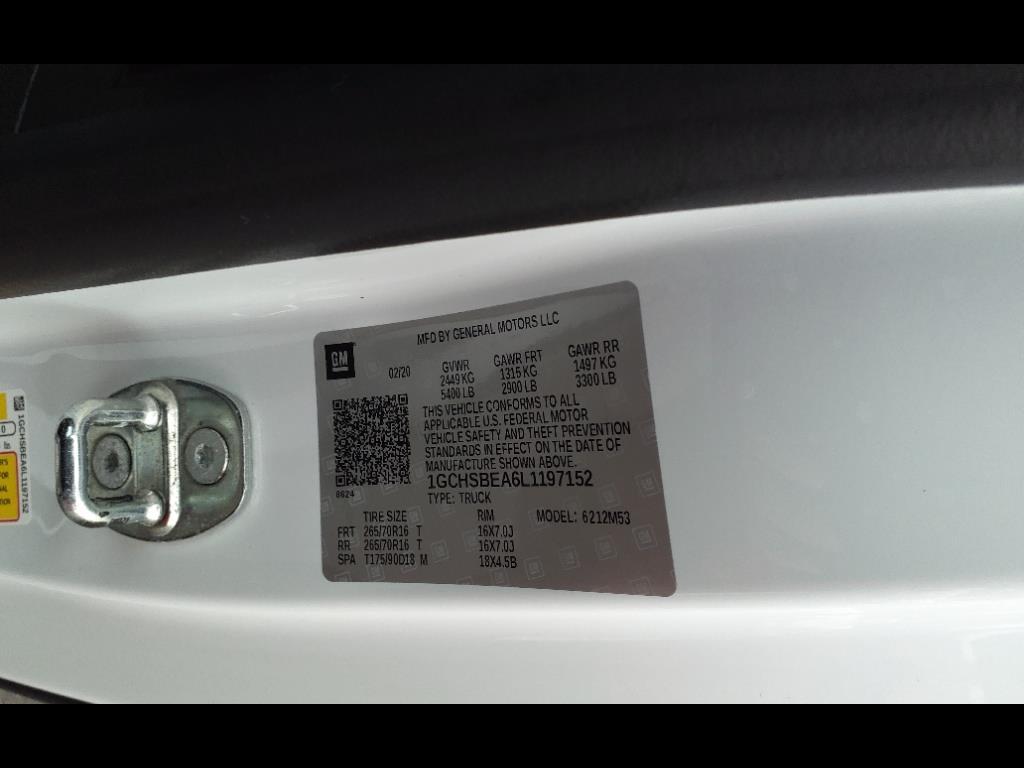 MFD BY GENERAL MOTORS LLC
GM
02/20 GVWR GAWR FRT GAWR RR
2449 KG 1315 KG 1497 KG
5400 LB 2900 LB 3300 LB
THIS VEHICLE CONFORMS TO ALL
APPLICABLE U.S. FEDERAL MOTOR
VEHICLE SAFETY AND THEFT PREVENTION
STANDARDS IN EFFECT ON THE DATE OF
MANUFACTURE SHOWN ABOVE.
8624
1GCHSBEA6L1197152
TYPE: TRUCK
TIRE SIZE RIM MODEL: 6212M53
FRT 265/70R16 T 16X7.0J
RR 265/70R16 T 16X7.0J
SPA T175/90D18 M 18X4.5B
1GCHSBEA6L1197152